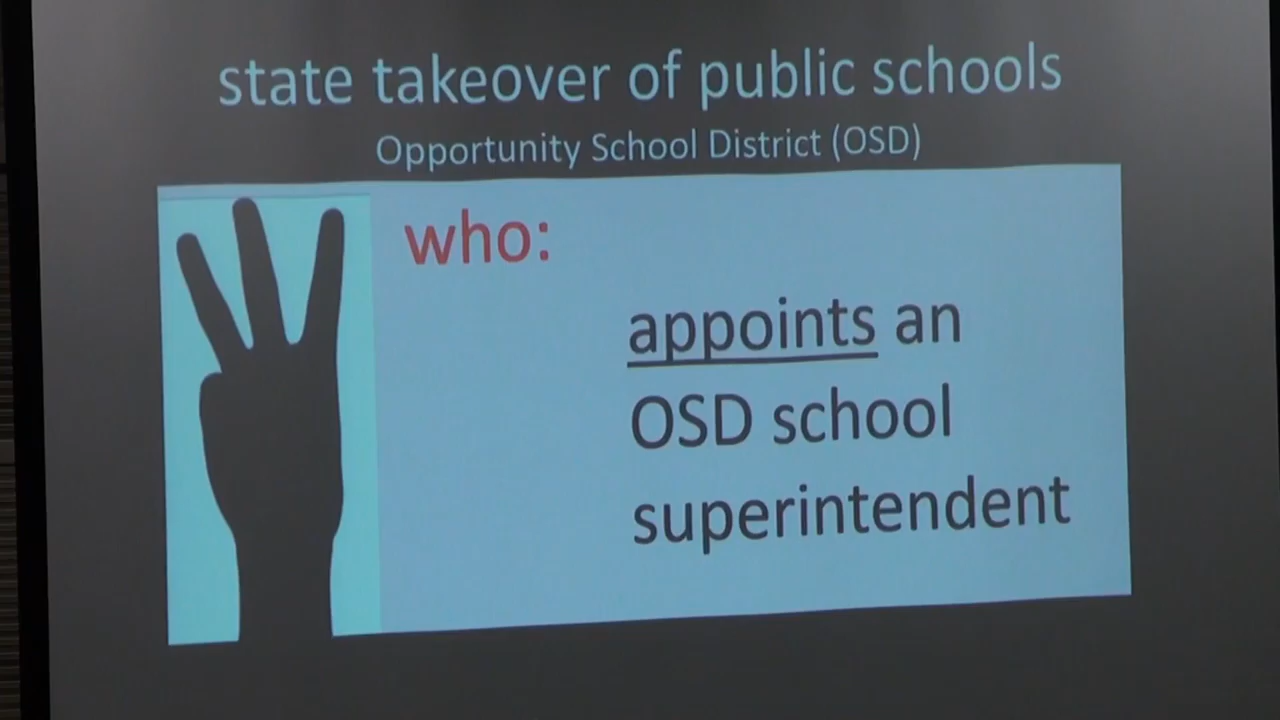 state takeover of public schools
Opportunity School District (OSD)
who:
appoints an
OSD school
superintendent